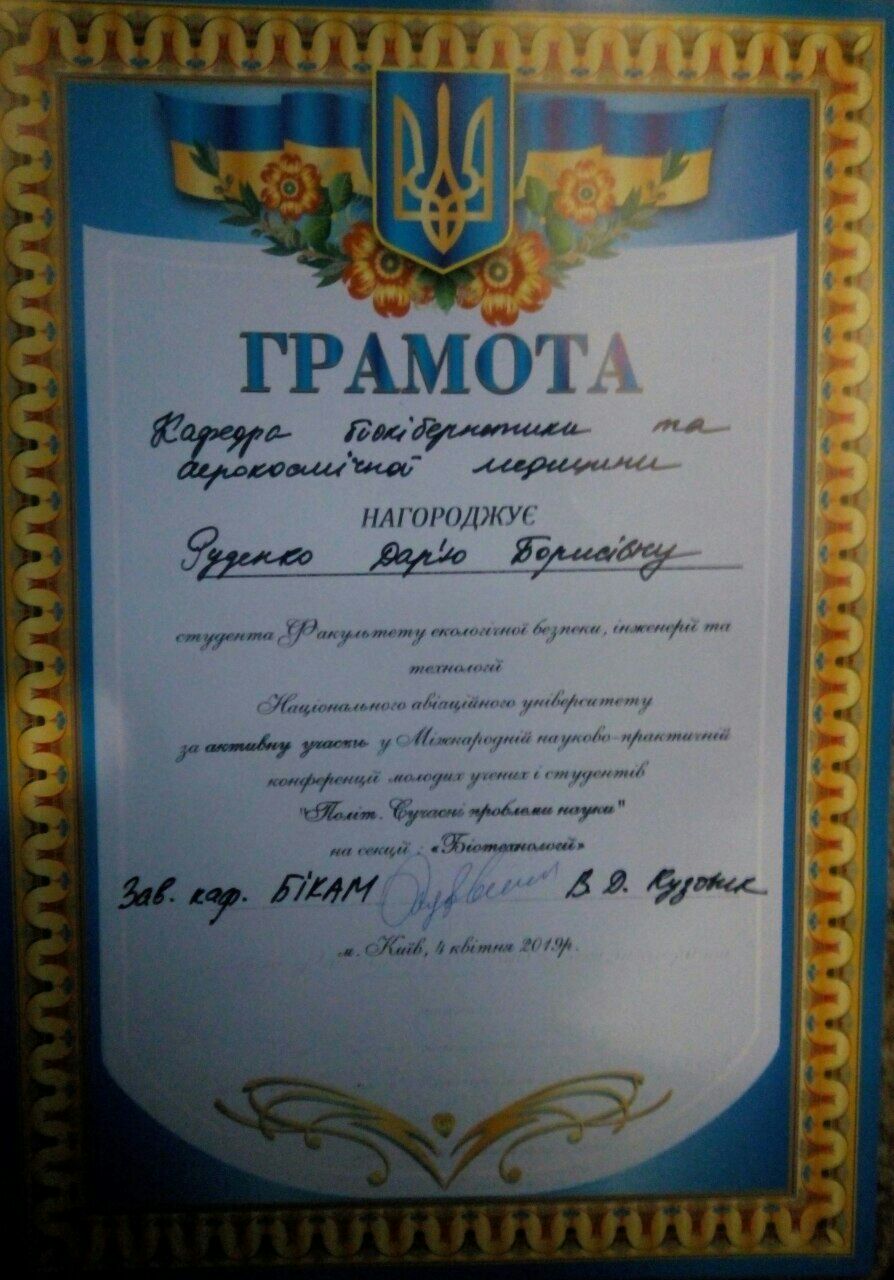 ГРАМОТА
Кафедра біокібернетики та
аерокосмічної медицини
НАГОРОДЖУЄ
Руденко Дар'ю Борисівну
студента Факультету екологічної безпеки, інженерії та
технологій
Національного авіаційного університету
за активну участь у Міжнародній науково-практичній
конференції молодих учених і студентів
"Політ. Сучасні проблеми науки"
на секції : «Біотехнології»
Зав. каф. БІКАМ В. Д. Кузовик
м. Київ, 4 квітня 2019р.